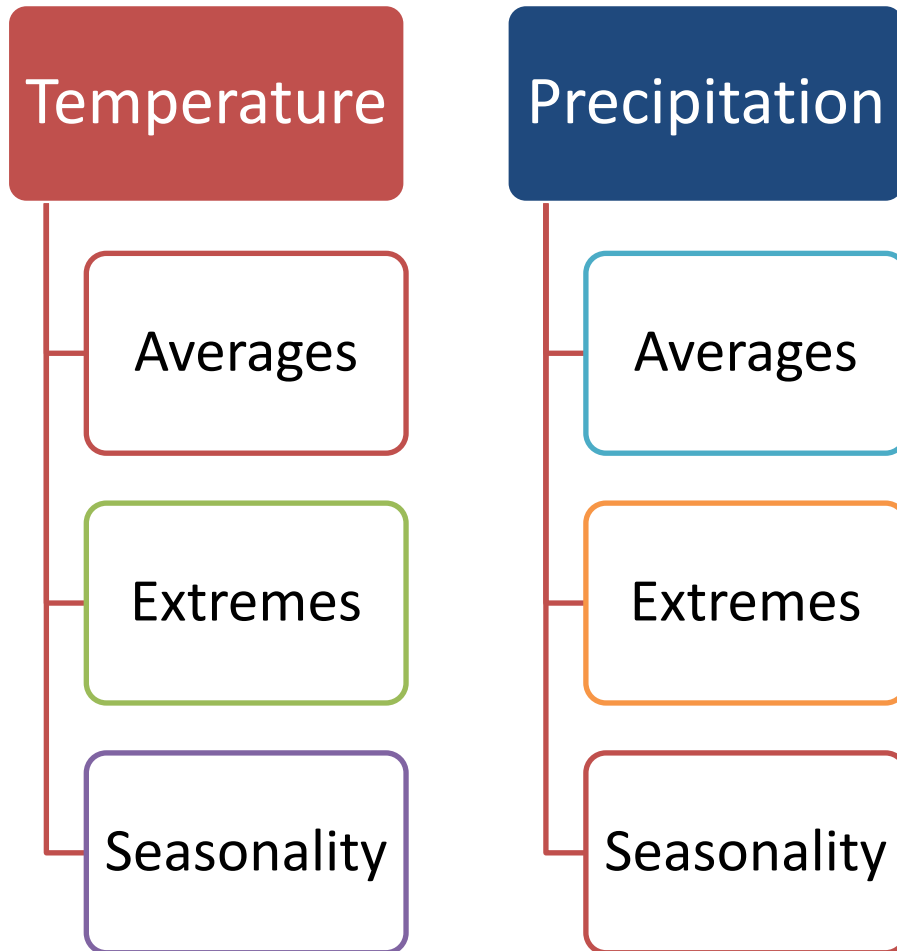 Temperature
Averages
Extremes
Seasonality
Precipitation
Averages
Extremes
Seasonality